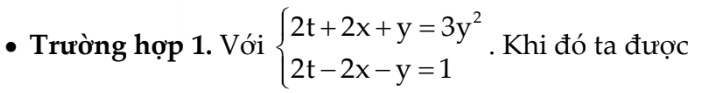 • Trường hợp 1. Với { 2t + 2x + y = 3y²
2t − 2x − y = 1 . Khi đó ta được